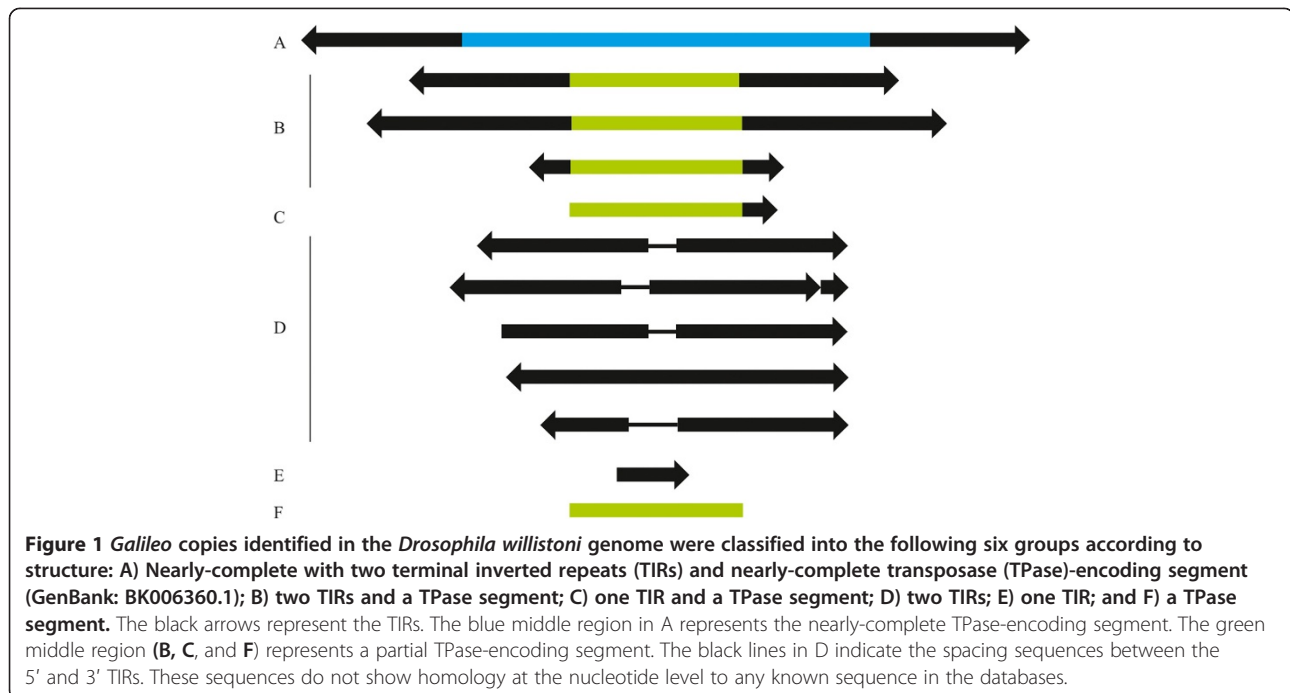 A
B
C
D
E
F
Figure 1 Galileo copies identified in the Drosophila willistoni genome were classified into the following six groups according to
structure: A) Nearly-complete with two terminal inverted repeats (TIRs) and nearly-complete transposase (TPase)-encoding segment
(GenBank: BK006360.1); B) two TIRs and a TPase segment; C) one TIR and a TPase segment; D) two TIRs; E) one TIR; and F) a TPase
segment. The black arrows represent the TIRs. The blue middle region in A represents the nearly-complete TPase-encoding segment. The green
middle region (B, C, and F) represents a partial TPase-encoding segment. The black lines in D indicate the spacing sequences between the
5′ and 3′ TIRs. These sequences do not show homology at the nucleotide level to any known sequence in the databases.